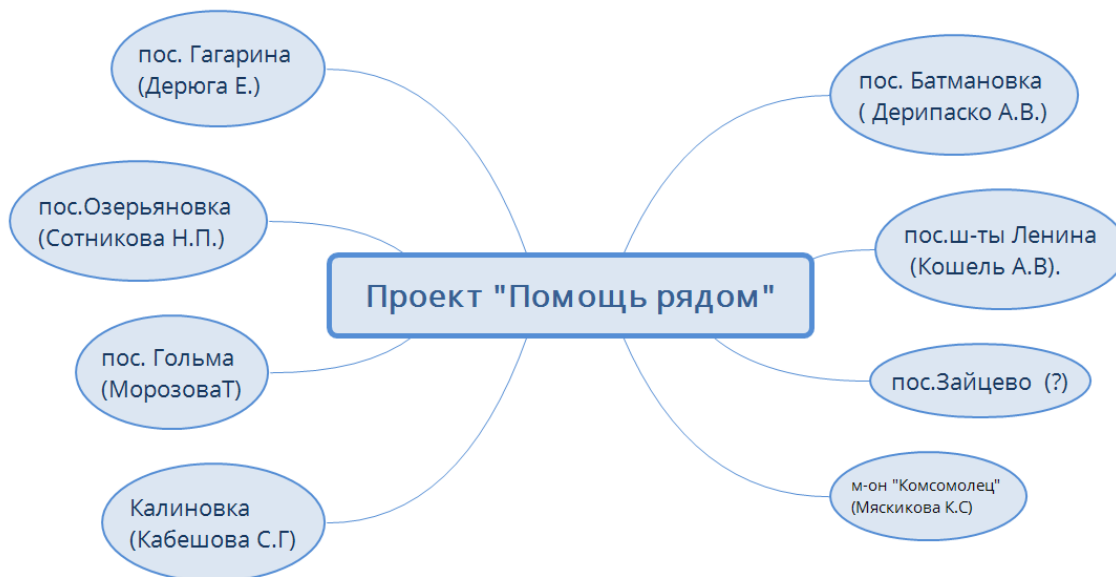 пос. Гагарина
(Дерюга Е.)
пос. Батмановка
( Дерипаско А.В.)
пос.Озерьяновка
(Сотникова Н.П.)
пос.ш-ты Ленина
(Кошель А.В).
Проект "Помощь рядом"
пос. Гольма
(МорозоваТ)
пос.Зайцево (?)
Калиновка
(Кабешова С.Г)
м-он "Комсомолец"
(Мяскикова К.С)